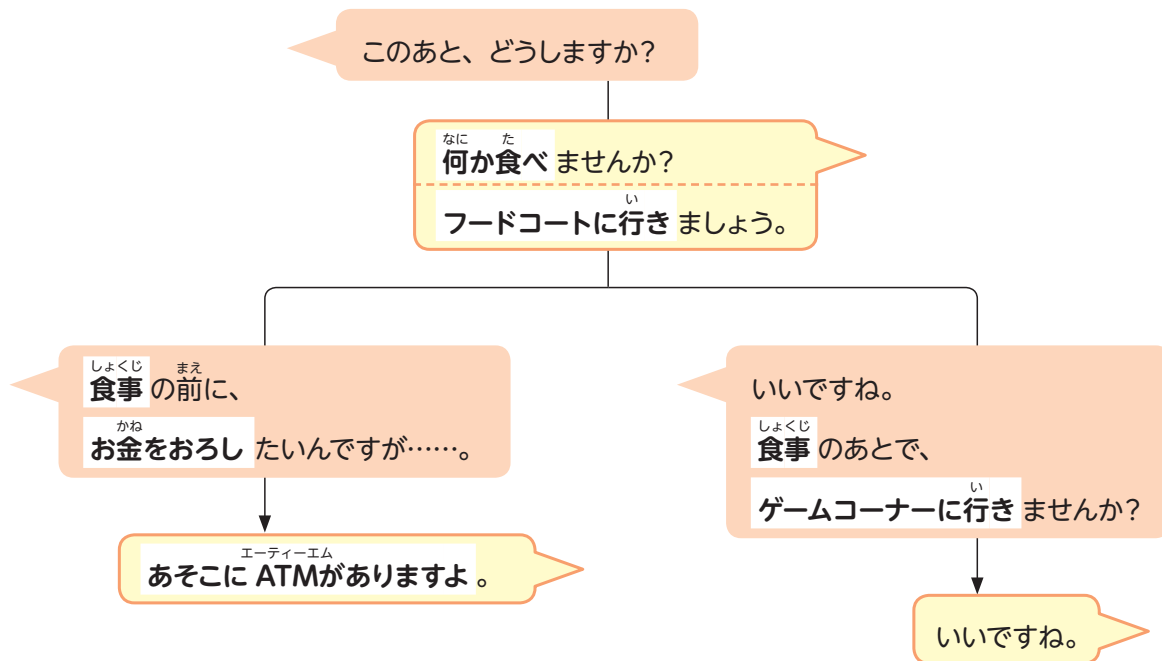 このあと、どうしますか？
なに た
何か食べませんか？
い
フードコートに行きましょう。
しょくじ まえ
食事の前に、
かね
お金をおろしたいんですが……。
エーティーエム
あそこに ATMがありますよ。
いいですね。
しょくじ
食事のあとで、
い
ゲームコーナーに行きませんか？
いいですね。